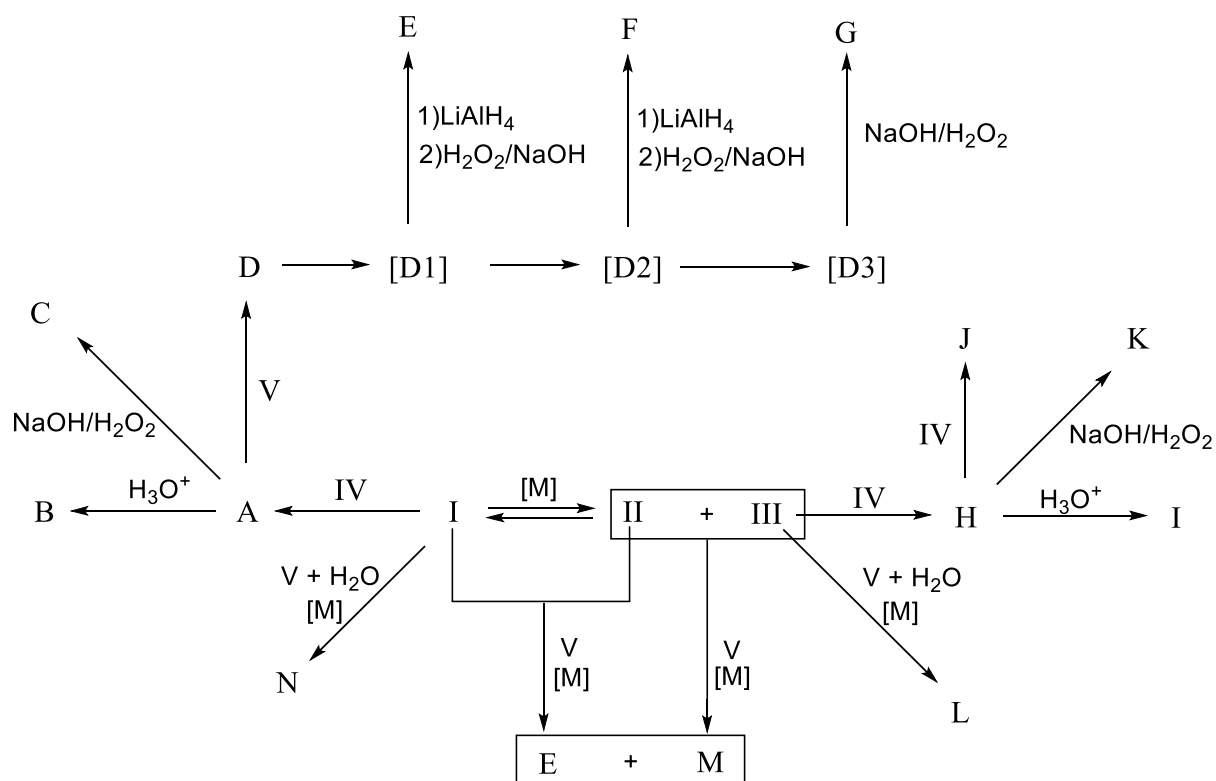 E
F
G
1)LiAlH4
2)H2O2/NaOH
1)LiAlH4
2)H2O2/NaOH
NaOH/H2O2
D
[D1]
[D2]
[D3]
C
J
K
V
NaOH/H2O2
IV
NaOH/H2O2
B
H3O+
A
IV
I
[M]
II + III
IV
H
H3O+
I
V + H2O
[M]
V + H2O
[M]
N
V
[M]
V
[M]
L
E + M